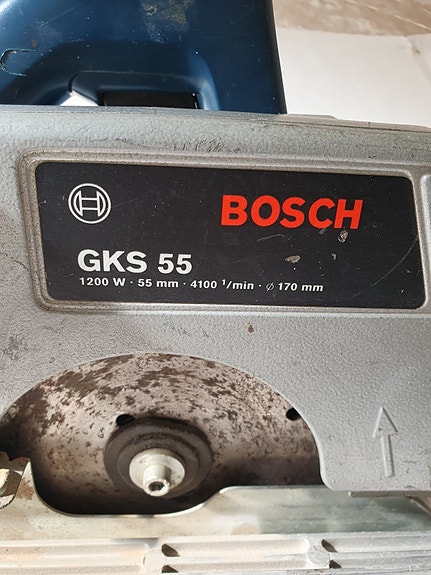 BOSCH
GKS 55
1200 W · 55 mm · 4100 ¹/min · ⌀ 170 mm